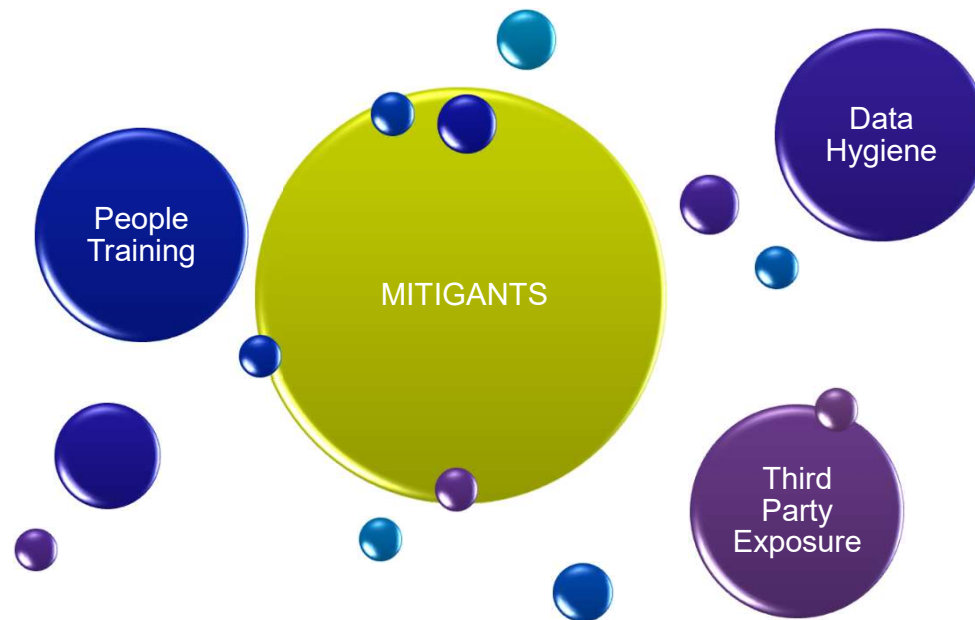 People
Training
MITIGANTS
Data
Hygiene
Third
Party
Exposure